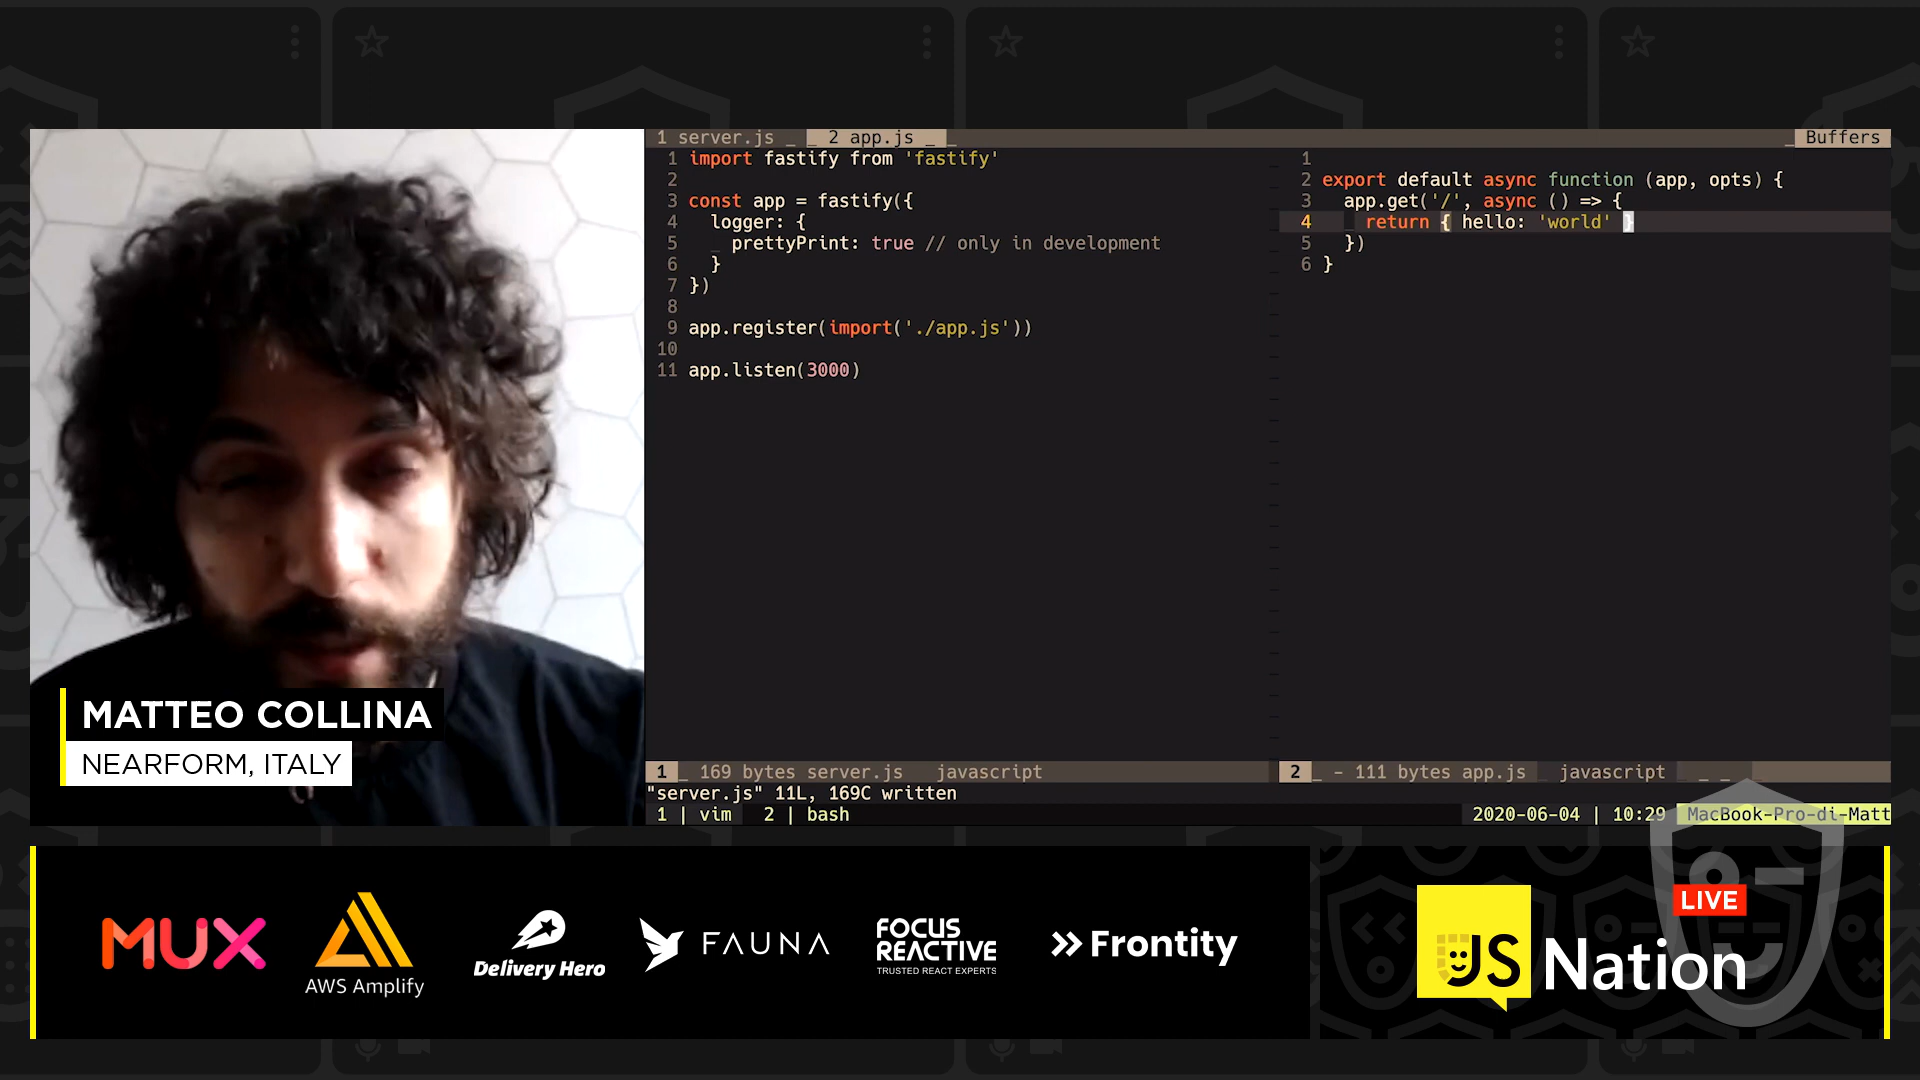 1 server.js
2 app.js
Buffers
1 import fastify from 'fastify'
2
3 const app = fastify({
4 logger: {
5 prettyPrint: true // only in development
6 }
7 })
8
9 app.register(import('./app.js'))
10
11 app.listen(3000)
1
2 export default async function (app, opts) {
3 app.get('/', async () => {
4 return { hello: 'world' }
5 })
6 }
1 169 bytes server.js javascript
2 - 111 bytes app.js javascript
"server.js" 11L, 169C written
1 | vim 2 | bash
2020-06-04 | 10:29 MacBook-Pro-di-Matt
MATTEO COLLINA
NEARFORM, ITALY
MUX
AWS Amplify
Delivery Hero
FAUNA
FOCUS
REACTIVE
TRUSTED REACT EXPERTS
Frontity
LIVE
JS Nation